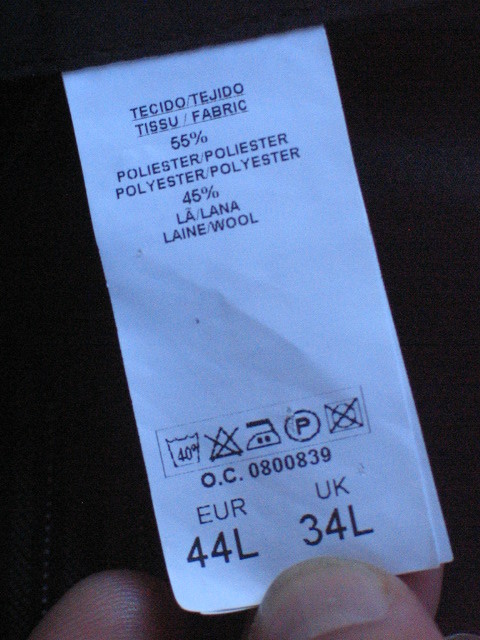 TECIDO/TEJIDO
TISSU / FABRIC
55%
POLIESTER/POLIESTER
POLYESTER/POLYESTER
45%
LÃ/LANA
LAINE/WOOL
40° P
O.C. 0800839
EUR UK
44L 34L